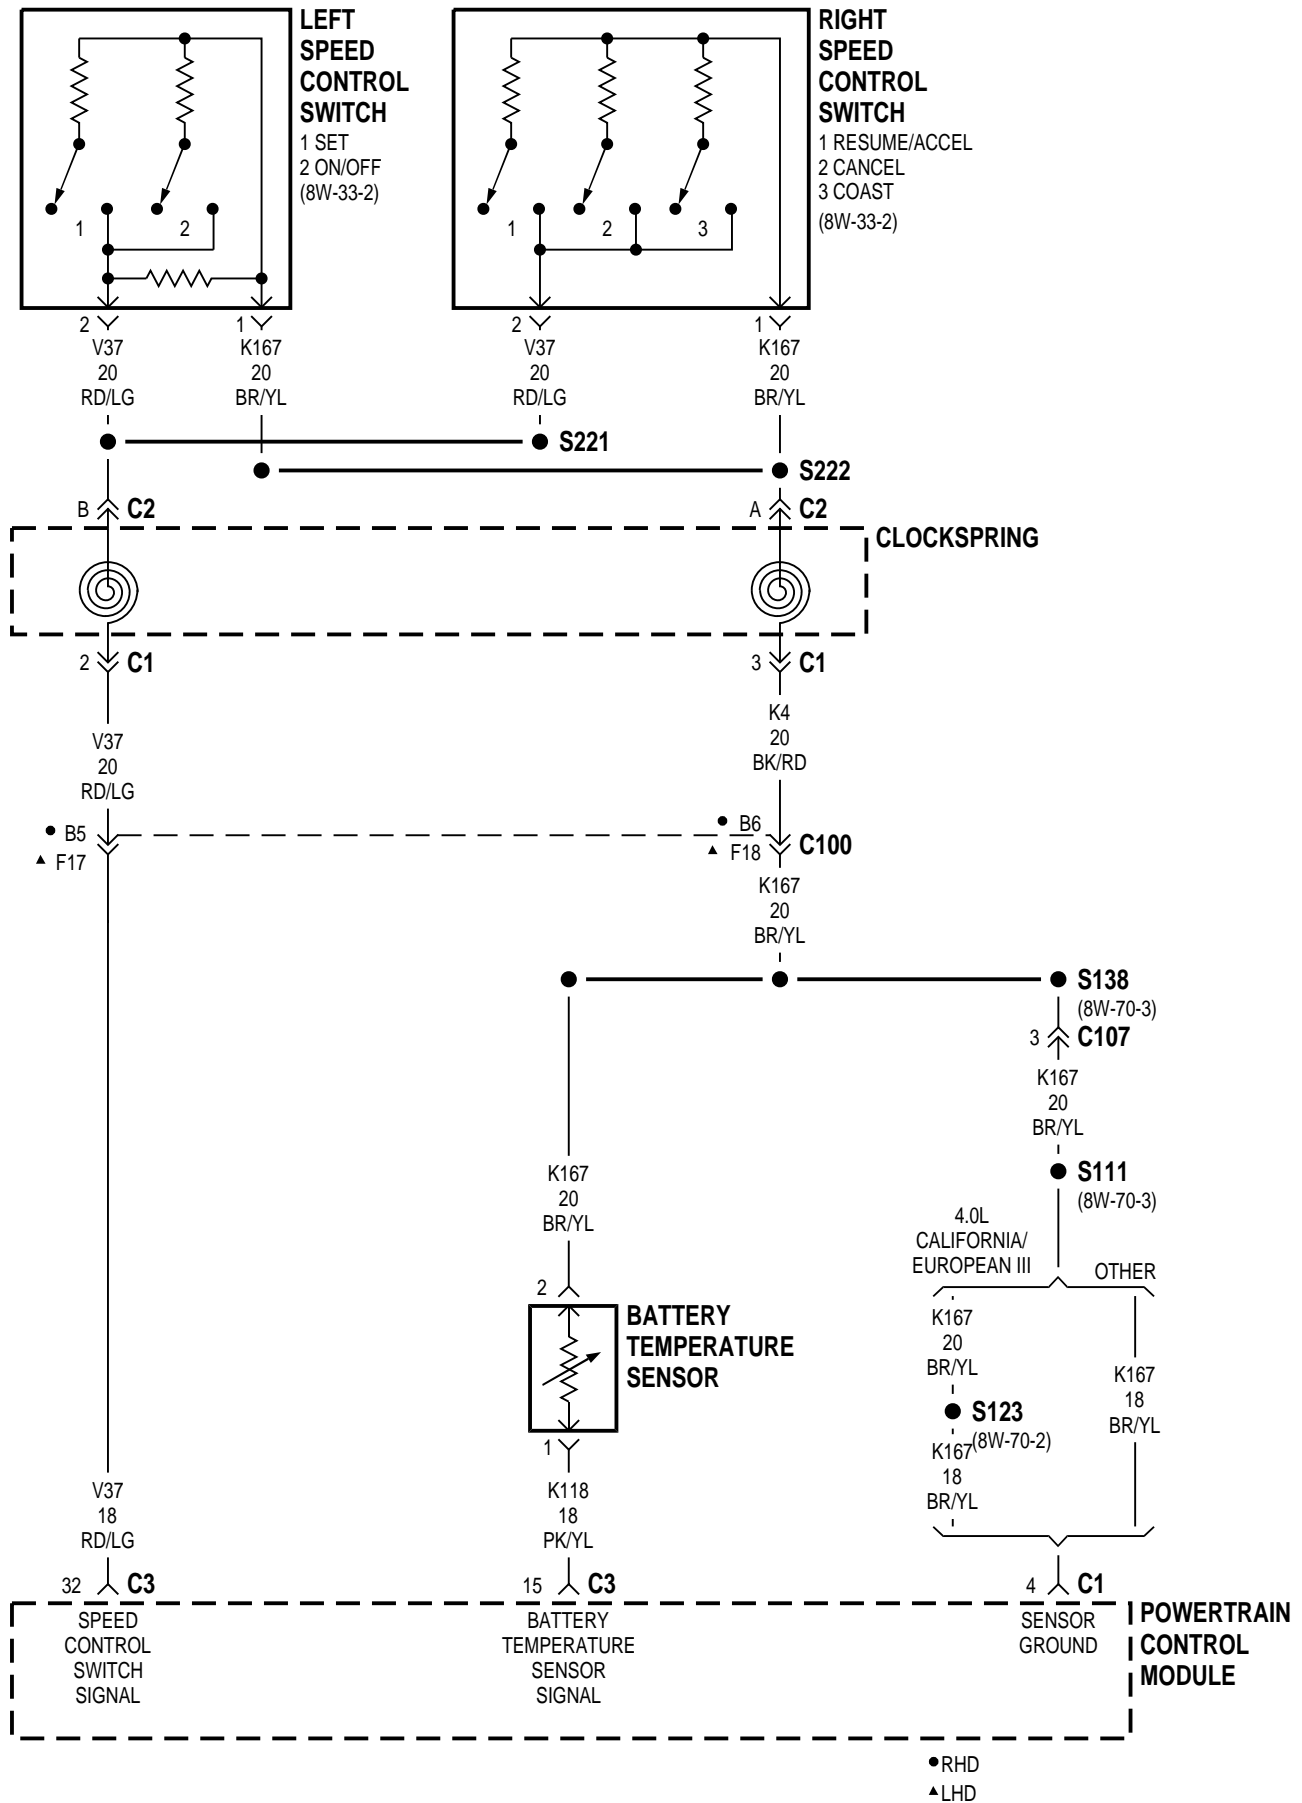 LEFT
SPEED
CONTROL
SWITCH
1 SET
2 ON/OFF
(8W-33-2)
RIGHT
SPEED
CONTROL
SWITCH
1 RESUME/ACCEL
2 CANCEL
3 COAST
(8W-33-2)
1
2
1
2
3
2
1
2
1
V37
20
RD/LG
K167
20
BR/YL
V37
20
RD/LG
K167
20
BR/YL
S221
S222
B
C2
A
C2
CLOCKSPRING
2
C1
3
C1
V37
20
RD/LG
K4
20
BK/RD
B5
F17
B6
F18
C100
K167
20
BR/YL
S138
(8W-70-3)
3
C107
K167
20
BR/YL
S111
(8W-70-3)
K167
20
BR/YL
4.0L
CALIFORNIA/
EUROPEAN III
OTHER
2
BATTERY
TEMPERATURE
SENSOR
1
K167
20
BR/YL
S123
(8W-70-2)
K167
18
BR/YL
K167
18
BR/YL
V37
18
RD/LG
K118
18
PK/YL
32
C3
15
C3
4
C1
SPEED
CONTROL
SWITCH
SIGNAL
BATTERY
TEMPERATURE
SENSOR
SIGNAL
SENSOR
GROUND
POWERTRAIN
CONTROL
MODULE
RHD
LHD